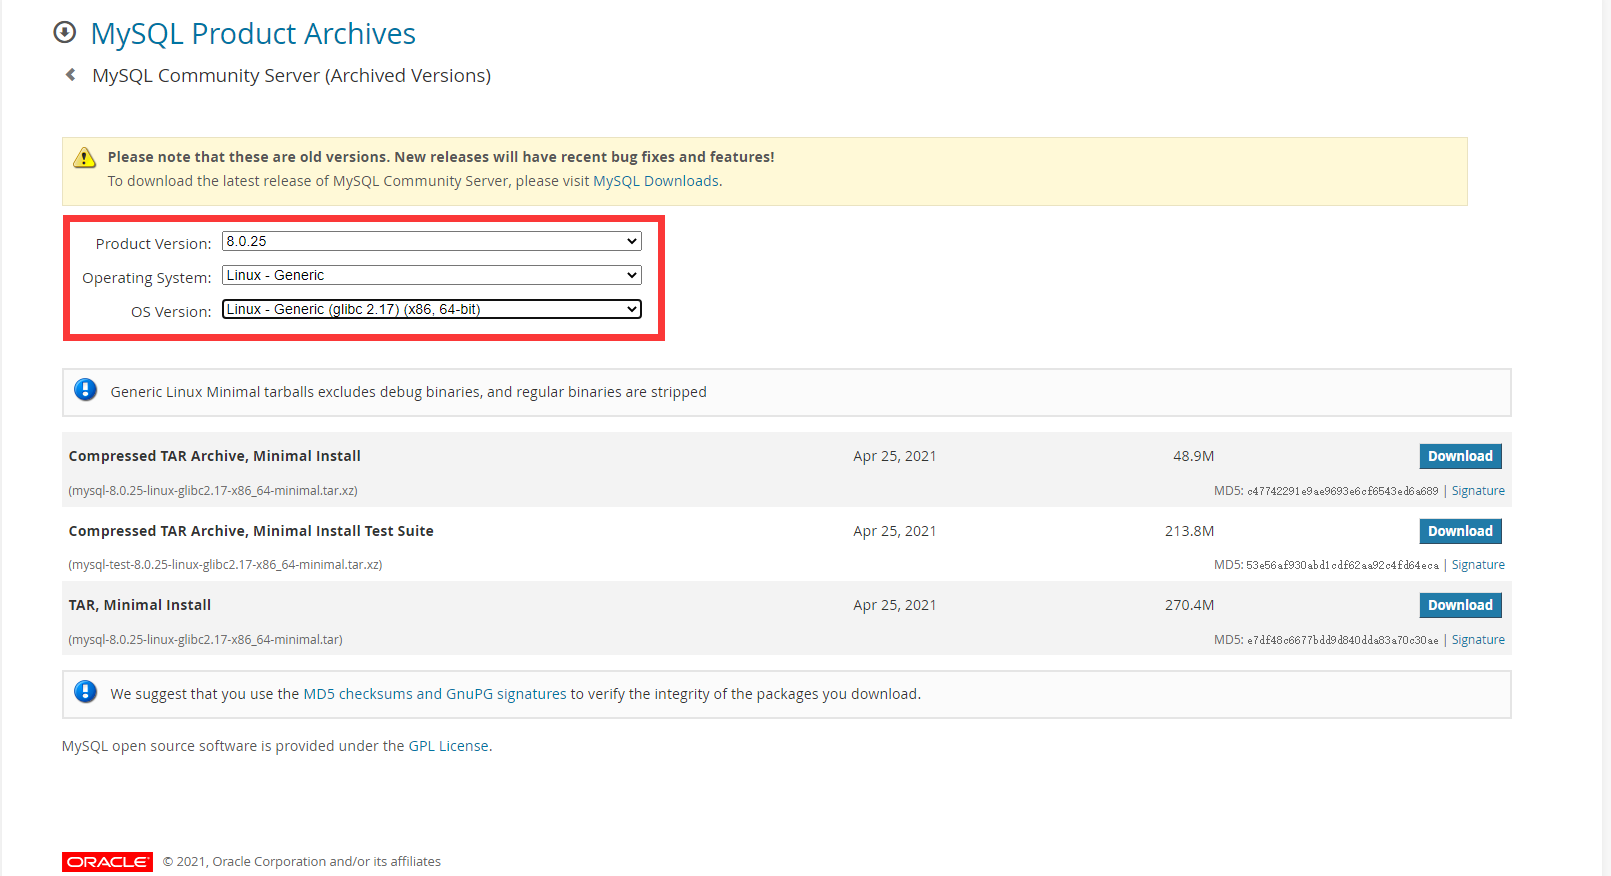 MySQL Product Archives
MySQL Community Server (Archived Versions)
Please note that these are old versions. New releases will have recent bug fixes and features!
To download the latest release of MySQL Community Server, please visit MySQL Downloads.
Product Version: 8.0.25
Operating System: Linux - Generic
OS Version: Linux - Generic (glibc 2.17) (x86, 64-bit)
Generic Linux Minimal tarballs excludes debug binaries, and regular binaries are stripped
Compressed TAR Archive, Minimal Install Apr 25, 2021 48.9M Download
(mysql-8.0.25-linux-glibc2.17-x86_64-minimal.tar.xz) MD5: c47742291e9ae9693e6cf6543ed6a689 | Signature
Compressed TAR Archive, Minimal Install Test Suite Apr 25, 2021 213.8M Download
(mysql-test-8.0.25-linux-glibc2.17-x86_64-minimal.tar.xz) MD5: 53e56af930abd1cdf62aa92c4fd64eca | Signature
TAR, Minimal Install Apr 25, 2021 270.4M Download
(mysql-8.0.25-linux-glibc2.17-x86_64-minimal.tar) MD5: e7df48c6677bdd9d840dda83a70c30ae | Signature
We suggest that you use the MD5 checksums and GnuPG signatures to verify the integrity of the packages you download.
MySQL open source software is provided under the GPL License.
ORACLE © 2021, Oracle Corporation and/or its affiliates